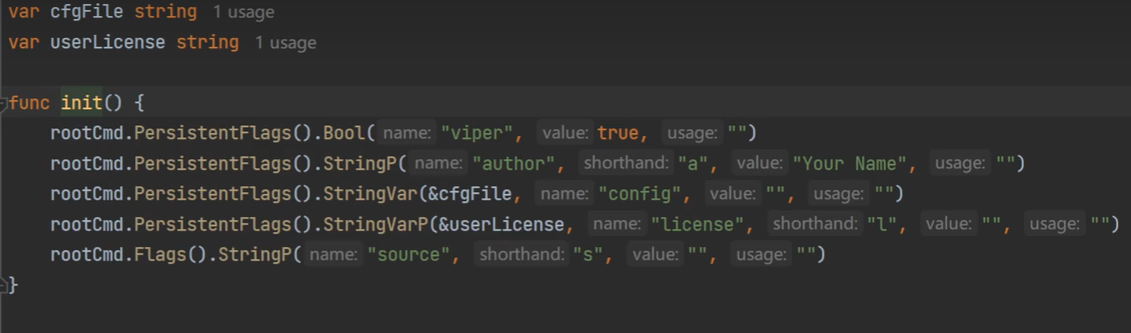 var cfgFile string 1 usage
var userLicense string 1 usage
func init() {
rootCmd.PersistentFlags().Bool( name: "viper", value: true, usage: "")
rootCmd.PersistentFlags().StringP( name: "author", shorthand: "a", value: "Your Name", usage: "")
rootCmd.PersistentFlags().StringVar(&cfgFile, name: "config", value: "", usage: "")
rootCmd.PersistentFlags().StringVarP(&userLicense, name: "license", shorthand: "l", value: "", usage: "")
rootCmd.Flags().StringP( name: "source", shorthand: "s", value: "", usage: "")
}